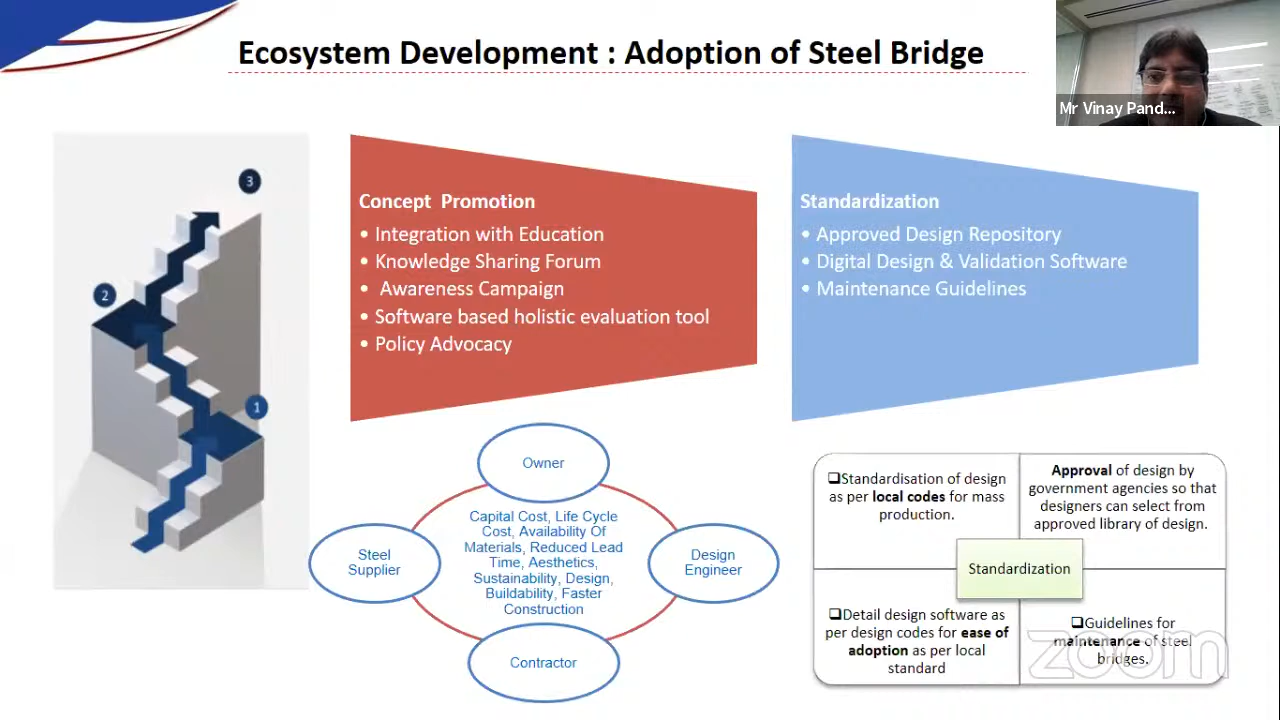 Ecosystem Development : Adoption of Steel Bridge
Mr Vinay Pand...
3
2
1
Concept Promotion
• Integration with Education
• Knowledge Sharing Forum
• Awareness Campaign
• Software based holistic evaluation tool
• Policy Advocacy
Standardization
• Approved Design Repository
• Digital Design & Validation Software
• Maintenance Guidelines
Owner
Capital Cost, Life Cycle
Cost, Availability Of
Materials, Reduced Lead
Time, Aesthetics,
Sustainability, Design,
Buildability, Faster
Construction
Steel
Supplier
Design
Engineer
Contractor
❑Standardisation of design
as per local codes for mass
production.
Approval of design by
government agencies so that
designers can select from
approved library of design.
Standardization
❑Detail design software as
per design codes for ease of
adoption as per local
standard
❑Guidelines for
maintenance of steel
bridges.
zoom